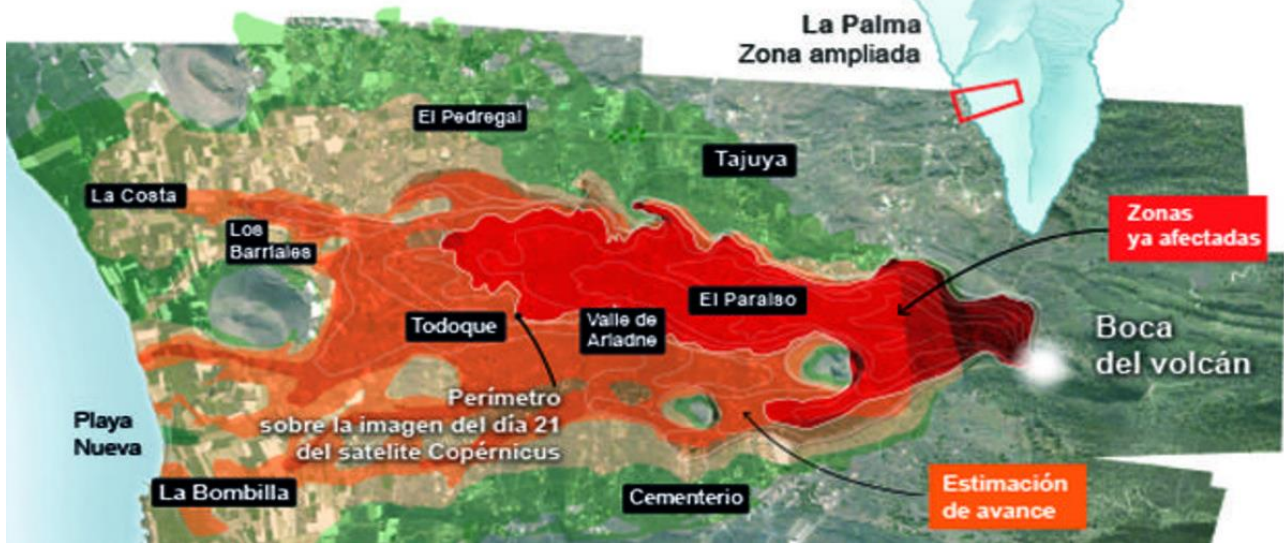 La Palma
Zona ampliada
El Pedregal
Tajuya
La Costa
Zonas
ya afectadas
Los
Barriales
El Paraíso
Todoque
Valle de
Ariadne
Boca
del volcán
Perímetro
sobre la imagen del día 21
del satelite Copérnicus
Playa
Nueva
La Bombilla
Cementerio
Estimación
de avance